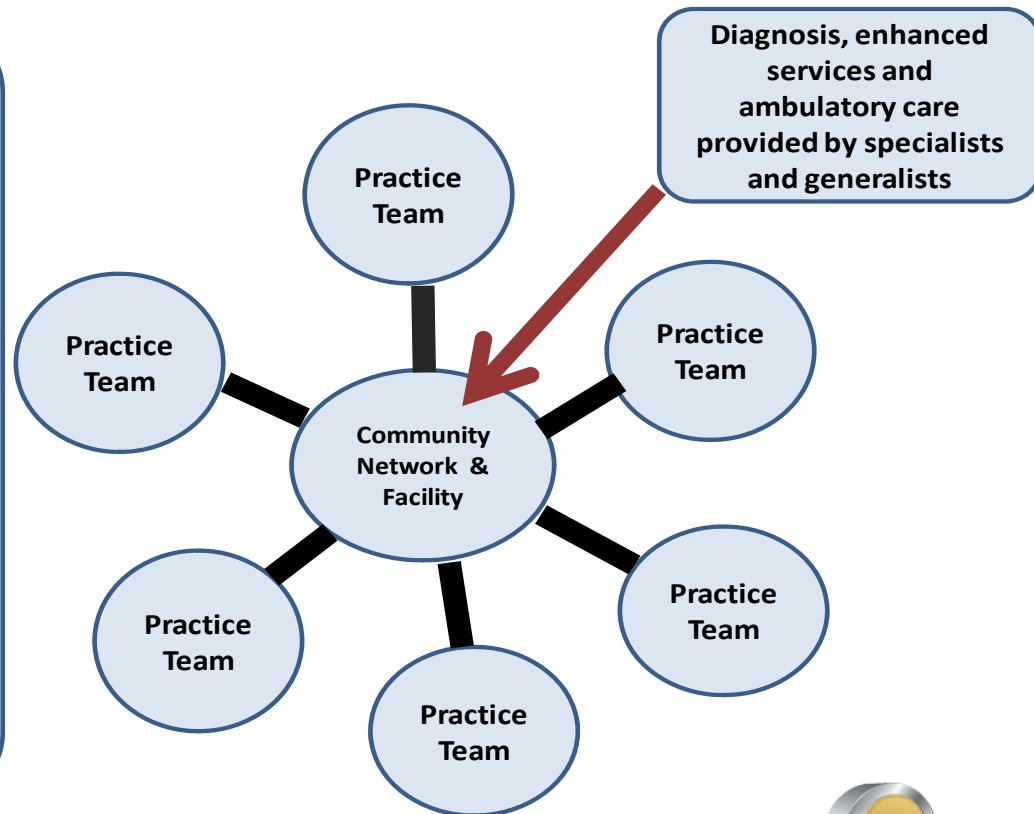 Diagnosis, enhanced
services and
ambulatory care
provided by specialists
and generalists
Practice
Team
Practice
Team
Practice
Team
Community
Network & 
Facility
Practice
Team
Practice
Team
Practice
Team